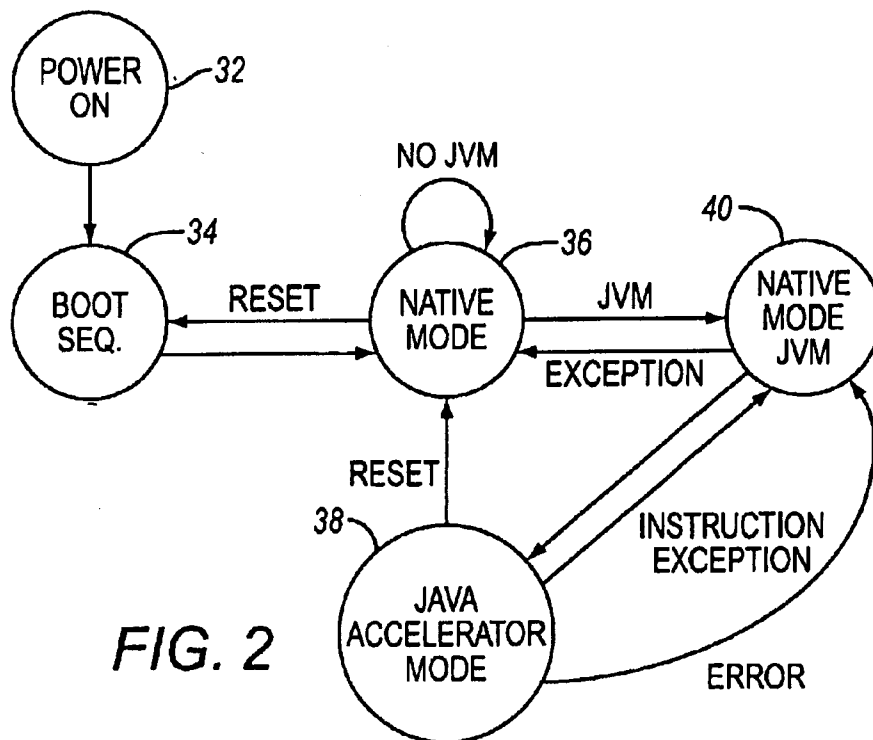 POWER
ON
32
NO JVM
34
36
40
BOOT
SEQ.
RESET
NATIVE
MODE
JVM
EXCEPTION
NATIVE
MODE
JVM
RESET
38
INSTRUCTION
EXCEPTION
JAVA
ACCELERATOR
MODE
ERROR
FIG. 2